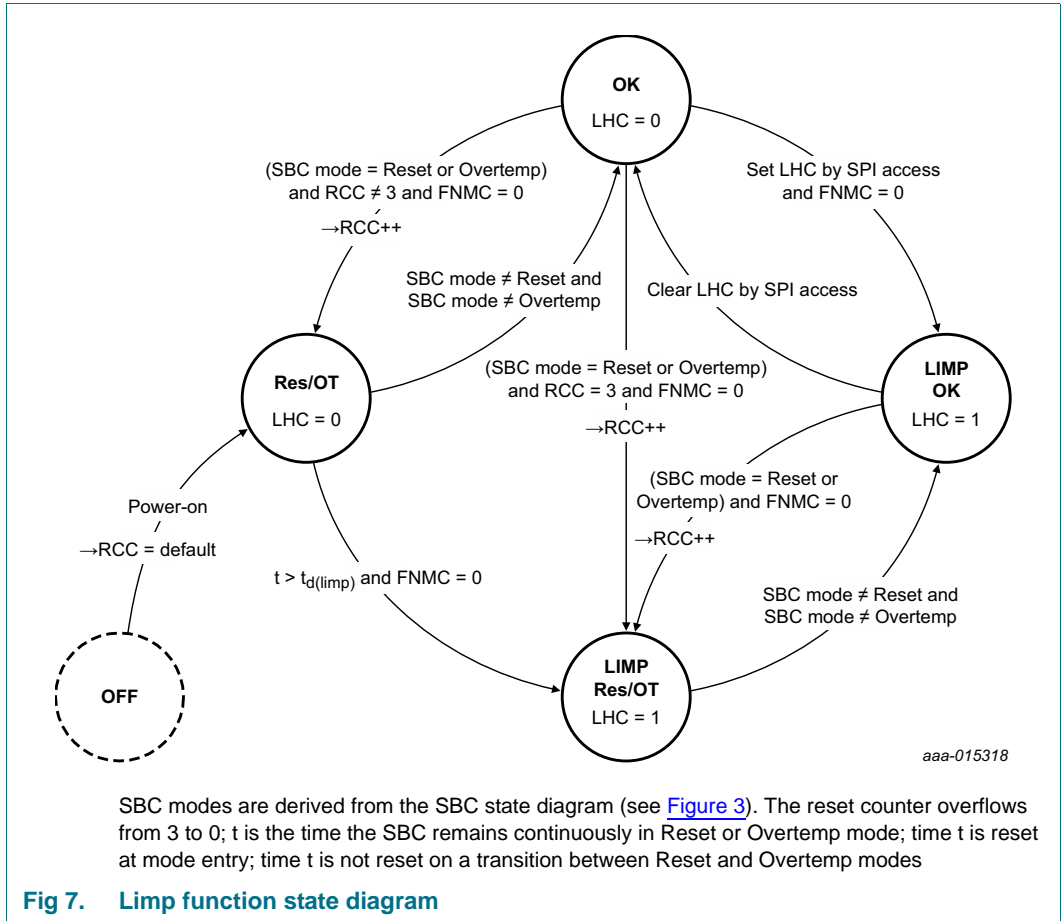 OK
LHC = 0
(SBC mode = Reset or Overtemp)
and RCC ≠ 3 and FNMC = 0
→RCC++
Set LHC by SPI access
and FNMC = 0
SBC mode ≠ Reset and
SBC mode ≠ Overtemp
Clear LHC by SPI access
Res/OT
LHC = 0
(SBC mode = Reset or Overtemp)
and RCC = 3 and FNMC = 0
→RCC++
LIMP
OK
LHC = 1
(SBC mode = Reset or
Overtemp) and FNMC = 0
→RCC++
Power-on
→RCC = default
t > td(limp) and FNMC = 0
SBC mode ≠ Reset and
SBC mode ≠ Overtemp
OFF
LIMP
Res/OT
LHC = 1
aaa-015318
SBC modes are derived from the SBC state diagram (see Figure 3). The reset counter overflows
from 3 to 0; t is the time the SBC remains continuously in Reset or Overtemp mode; time t is reset
at mode entry; time t is not reset on a transition between Reset and Overtemp modes
Fig 7. Limp function state diagram